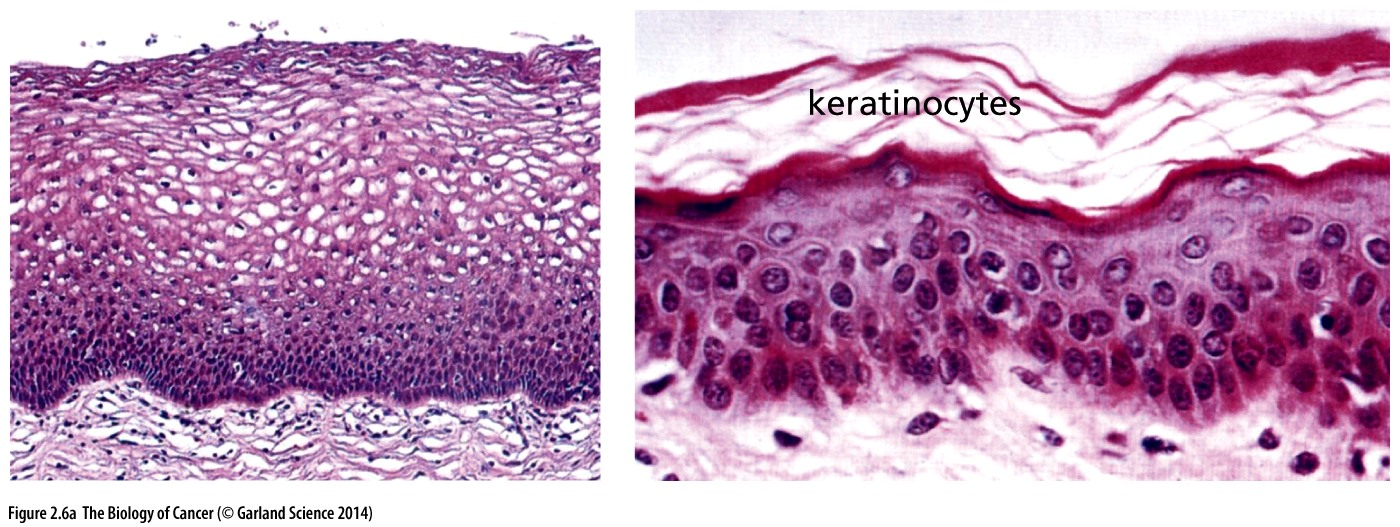 keratinocytes
Figure 2.6a The Biology of Cancer (© Garland Science 2014)